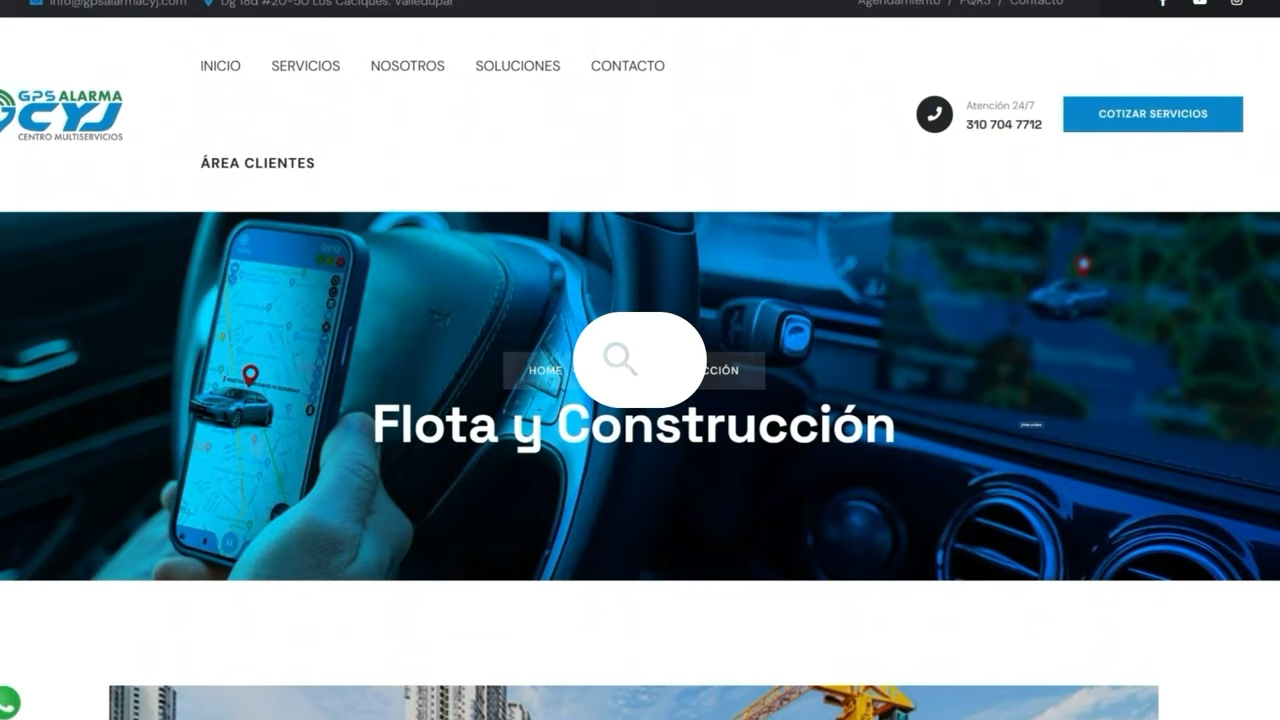 info@gpsalarmacyj.com Dg 18d #20-50 Los Caciques. Valledupar
Agendamiento / PQRS / Contacto
INICIO SERVICIOS NOSOTROS SOLUCIONES CONTACTO
GPS ALARMA
CYJ
CENTRO MULTISERVICIOS
Atención 24/7
310 704 7712
COTIZAR SERVICIOS
ÁREA CLIENTES
HOME CCIÓN
Flota y Construcción